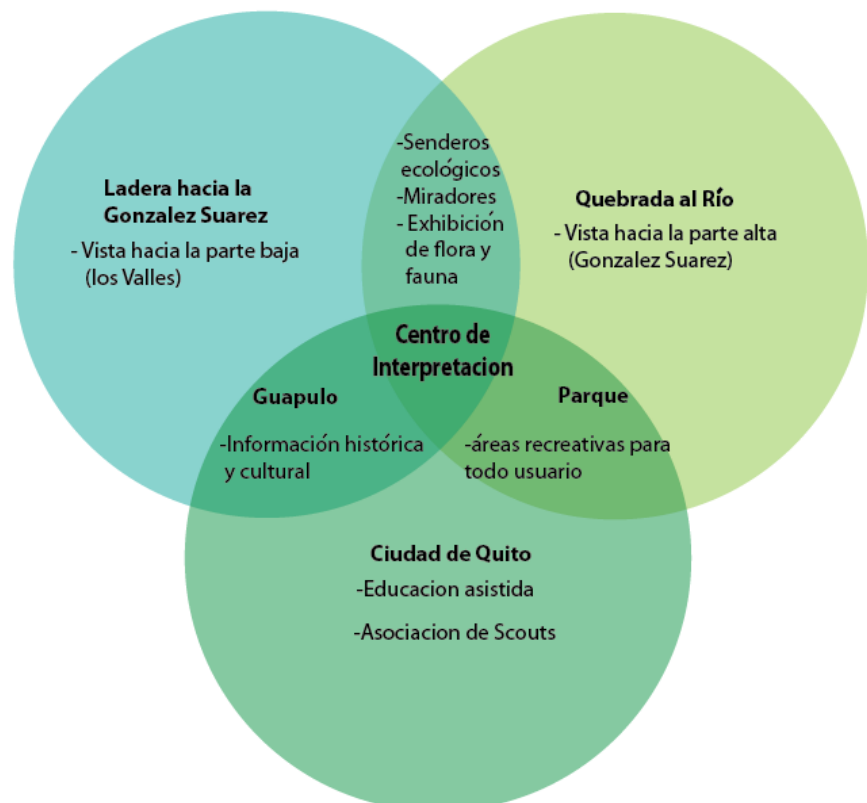 Ladera hacia la
Gonzalez Suarez
- Vista hacia la parte baja
(los Valles)
-Senderos
ecológicos
-Miradores
- Exhibición
de flora y
fauna
Quebrada al Río
- Vista hacia la parte alta
(Gonzalez Suarez)
Centro de
Interpretacion
Guapulo
-Información histórica
y cultural
Parque
-áreas recreativas para
todo usuario
Ciudad de Quito
-Educacion asistida
-Asociacion de Scouts